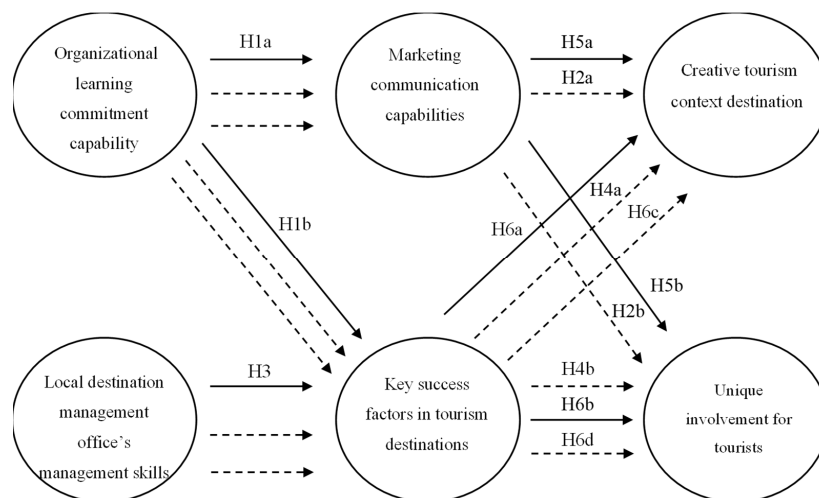 Organizational
learning
commitment
capability
H1a
Marketing
communication
capabilities
H5a
H2a
Creative tourism
context destination
H1b
H6a
H4a
H6c
H5b
H2b
Local destination
management
office's
management skills
H3
Key success
factors in tourism
destinations
H4b
H6b
H6d
Unique
involvement for
tourists